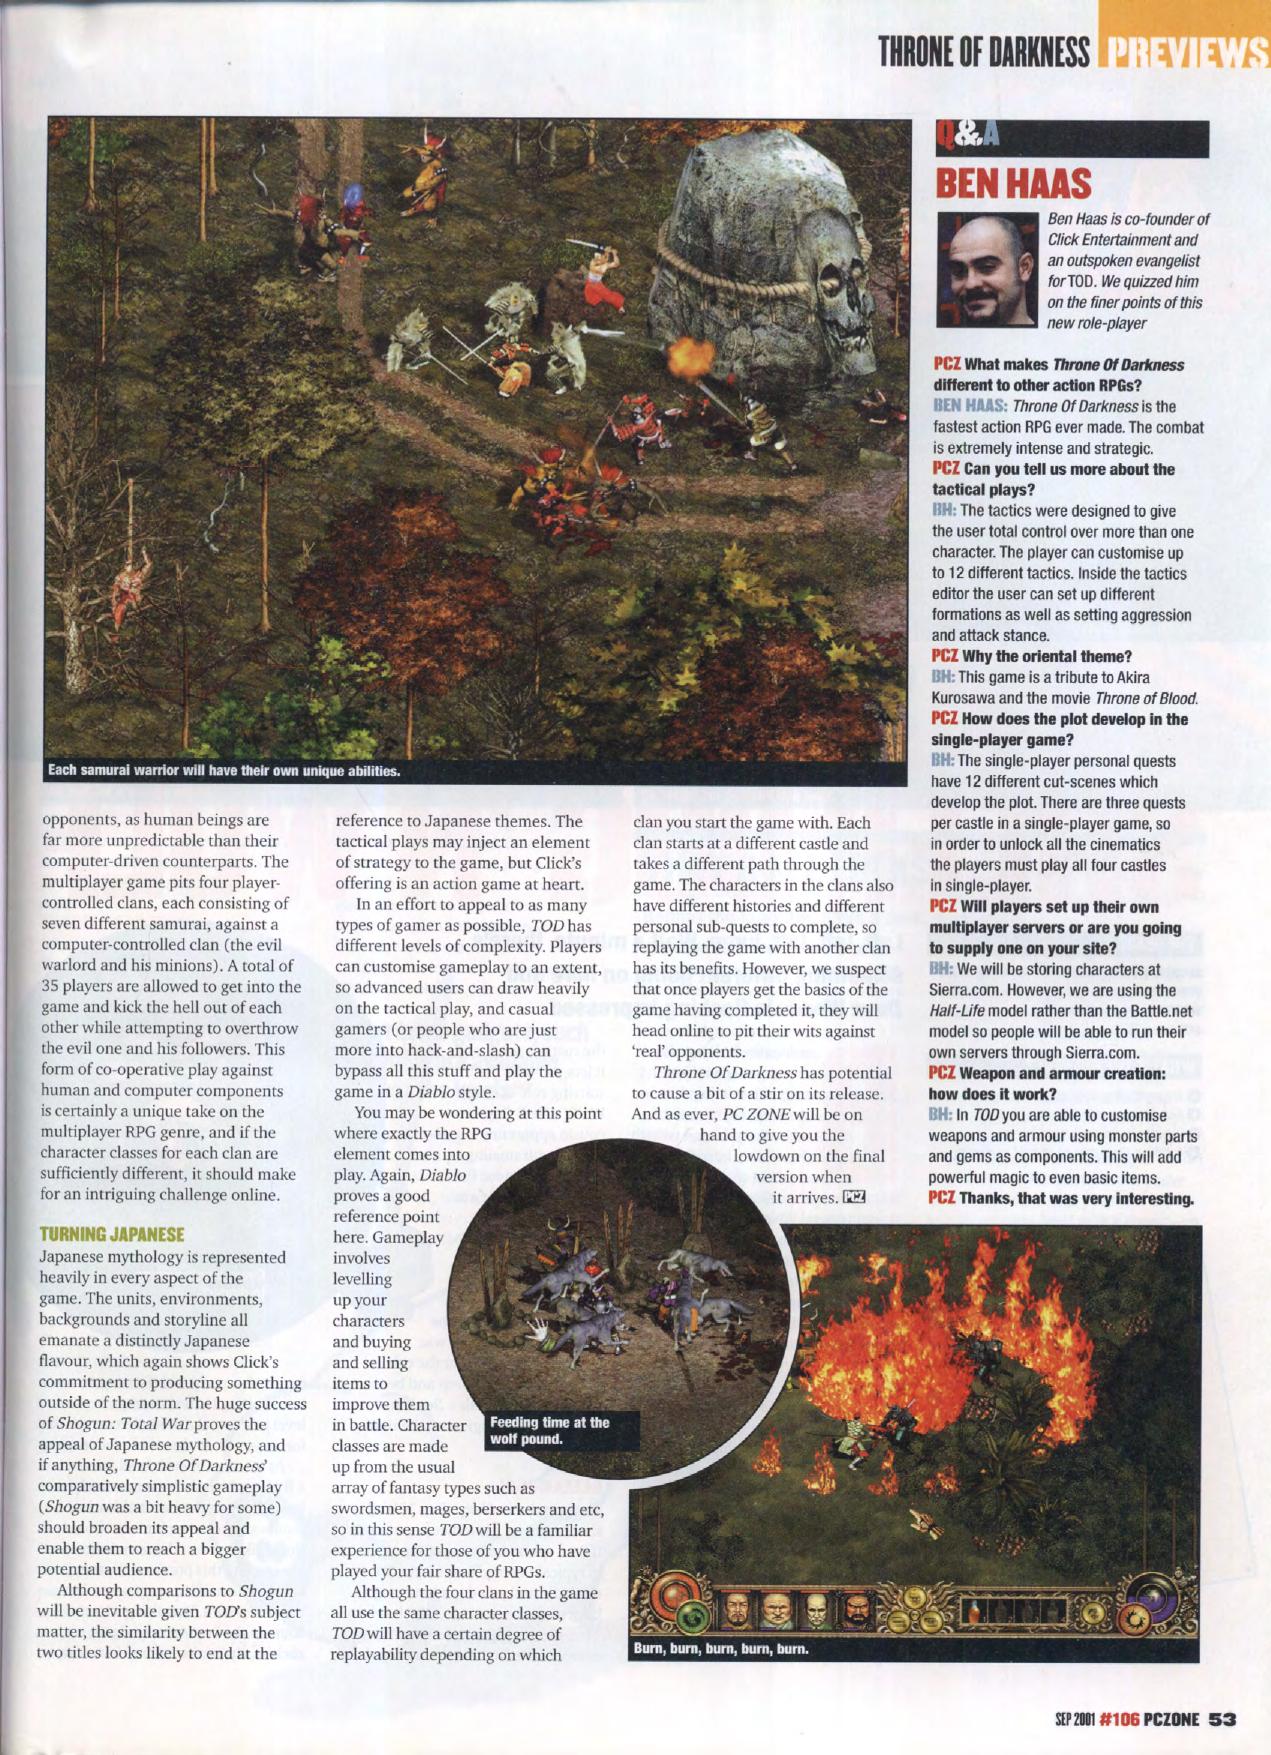 THRONE OF DARKNESS PREVIEWS
Each samurai warrior will have their own unique abilities.
opponents, as human beings are
far more unpredictable than their
computer-driven counterparts. The
multiplayer game pits four player-
controlled clans, each consisting of
seven different samurai, against a
computer-controlled clan (the evil
warlord and his minions). A total of
35 players are allowed to get into the
game and kick the hell out of each
other while attempting to overthrow
the evil one and his followers. This
form of co-operative play against
human and computer components
is certainly a unique take on the
multiplayer RPG genre, and if the
character classes for each clan are
sufficiently different, it should make
for an intriguing challenge online.
TURNING JAPANESE
Japanese mythology is represented
heavily in every aspect of the
game. The units, environments,
backgrounds and storyline all
emanate a distinctly Japanese
flavour, which again shows Click's
commitment to producing something
outside of the norm. The huge success
of Shogun: Total War proves the
appeal of Japanese mythology, and
if anything, Throne Of Darkness'
comparatively simplistic gameplay
(Shogun was a bit heavy for some)
should broaden its appeal and
enable them to reach a bigger
potential audience.
Although comparisons to Shogun
will be inevitable given TOD's subject
matter, the similarity between the
two titles looks likely to end at the
reference to Japanese themes. The
tactical plays may inject an element
of strategy to the game, but Click's
offering is an action game at heart.
In an effort to appeal to as many
types of gamer as possible, TOD has
different levels of complexity. Players
can customise gameplay to an extent,
so advanced users can draw heavily
on the tactical play, and casual
gamers (or people who are just
more into hack-and-slash) can
bypass all this stuff and play the
game in a Diablo style.
You may be wondering at this point
where exactly the RPG
element comes into
play. Again, Diablo
proves a good
reference point
here. Gameplay
involves
levelling
up your
characters
and buying
and selling
items to
improve them
in battle. Character
classes are made
up from the usual
array of fantasy types such as
swordsmen, mages, berserkers and etc,
so in this sense TOD will be a familiar
experience for those of you who have
played your fair share of RPGs.
Although the four clans in the game
all use the same character classes,
TOD will have a certain degree of
replayability depending on which
clan you start the game with. Each
clan starts at a different castle and
takes a different path through the
game. The characters in the clans also
have different histories and different
personal sub-quests to complete, so
replaying the game with another clan
has its benefits. However, we suspect
that once players get the basics of the
game having completed it, they will
head online to pit their wits against
'real' opponents.
Throne Of Darkness has potential
to cause a bit of a stir on its release.
And as ever, PC ZONE will be on
hand to give you the
lowdown on the final
version when
it arrives. PCZ
Feeding time at the
wolf pound.
Burn, burn, burn, burn, burn.
Q&A
BEN HAAS
Ben Haas is co-founder of
Click Entertainment and
an outspoken evangelist
for TOD. We quizzed him
on the finer points of this
new role-player
PCZ What makes Throne Of Darkness
different to other action RPGs?
BEN HAAS: Throne Of Darkness is the
fastest action RPG ever made. The combat
is extremely intense and strategic.
PCZ Can you tell us more about the
tactical plays?
BH: The tactics were designed to give
the user total control over more than one
character. The player can customise up
to 12 different tactics. Inside the tactics
editor the user can set up different
formations as well as setting aggression
and attack stance.
PCZ Why the oriental theme?
BH: This game is a tribute to Akira
Kurosawa and the movie Throne of Blood.
PCZ How does the plot develop in the
single-player game?
BH: The single-player personal quests
have 12 different cut-scenes which
develop the plot. There are three quests
per castle in a single-player game, so
in order to unlock all the cinematics
the players must play all four castles
in single-player.
PCZ Will players set up their own
multiplayer servers or are you going
to supply one on your site?
BH: We will be storing characters at
Sierra.com. However, we are using the
Half-Life model rather than the Battle.net
model so people will be able to run their
own servers through Sierra.com.
PCZ Weapon and armour creation:
how does it work?
BH: In TOD you are able to customise
weapons and armour using monster parts
and gems as components. This will add
powerful magic to even basic items.
PCZ Thanks, that was very interesting.
SEP 2001 #106 PCZONE 53